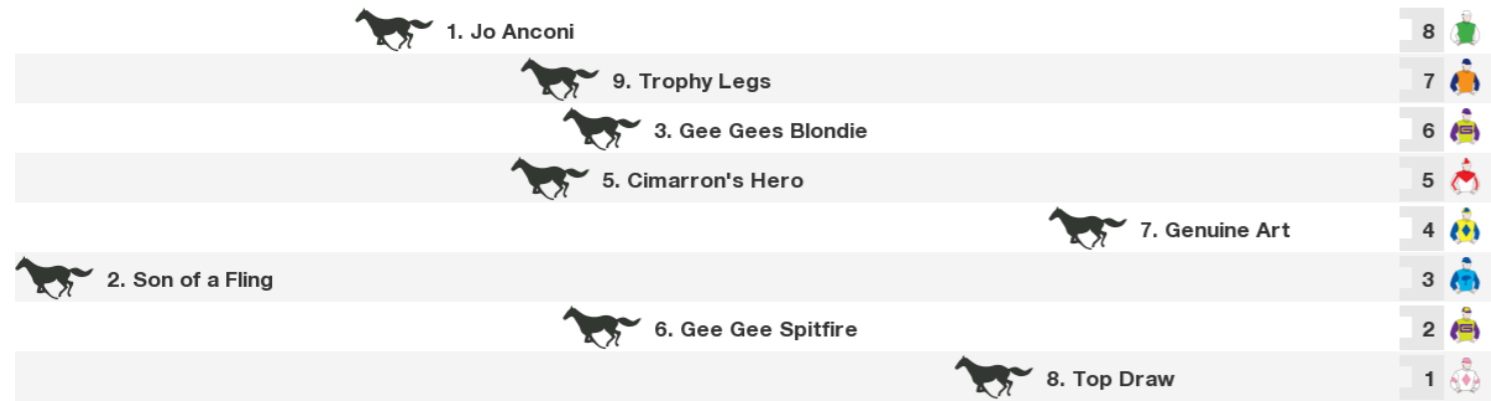 1. Jo Anconi 8
9. Trophy Legs 7
3. Gee Gees Blondie 6
5. Cimarron's Hero 5
7. Genuine Art 4
2. Son of a Fling 3
6. Gee Gee Spitfire 2
8. Top Draw 1